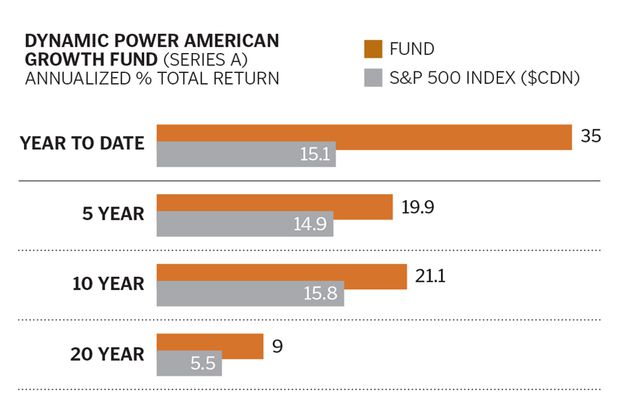 DYNAMIC POWER AMERICAN
GROWTH FUND (SERIES A)
ANNUALIZED % TOTAL RETURN
FUND
S&P 500 INDEX ($CDN)
YEAR TO DATE
35
15.1
5 YEAR
19.9
14.9
10 YEAR
21.1
15.8
20 YEAR
9
5.5